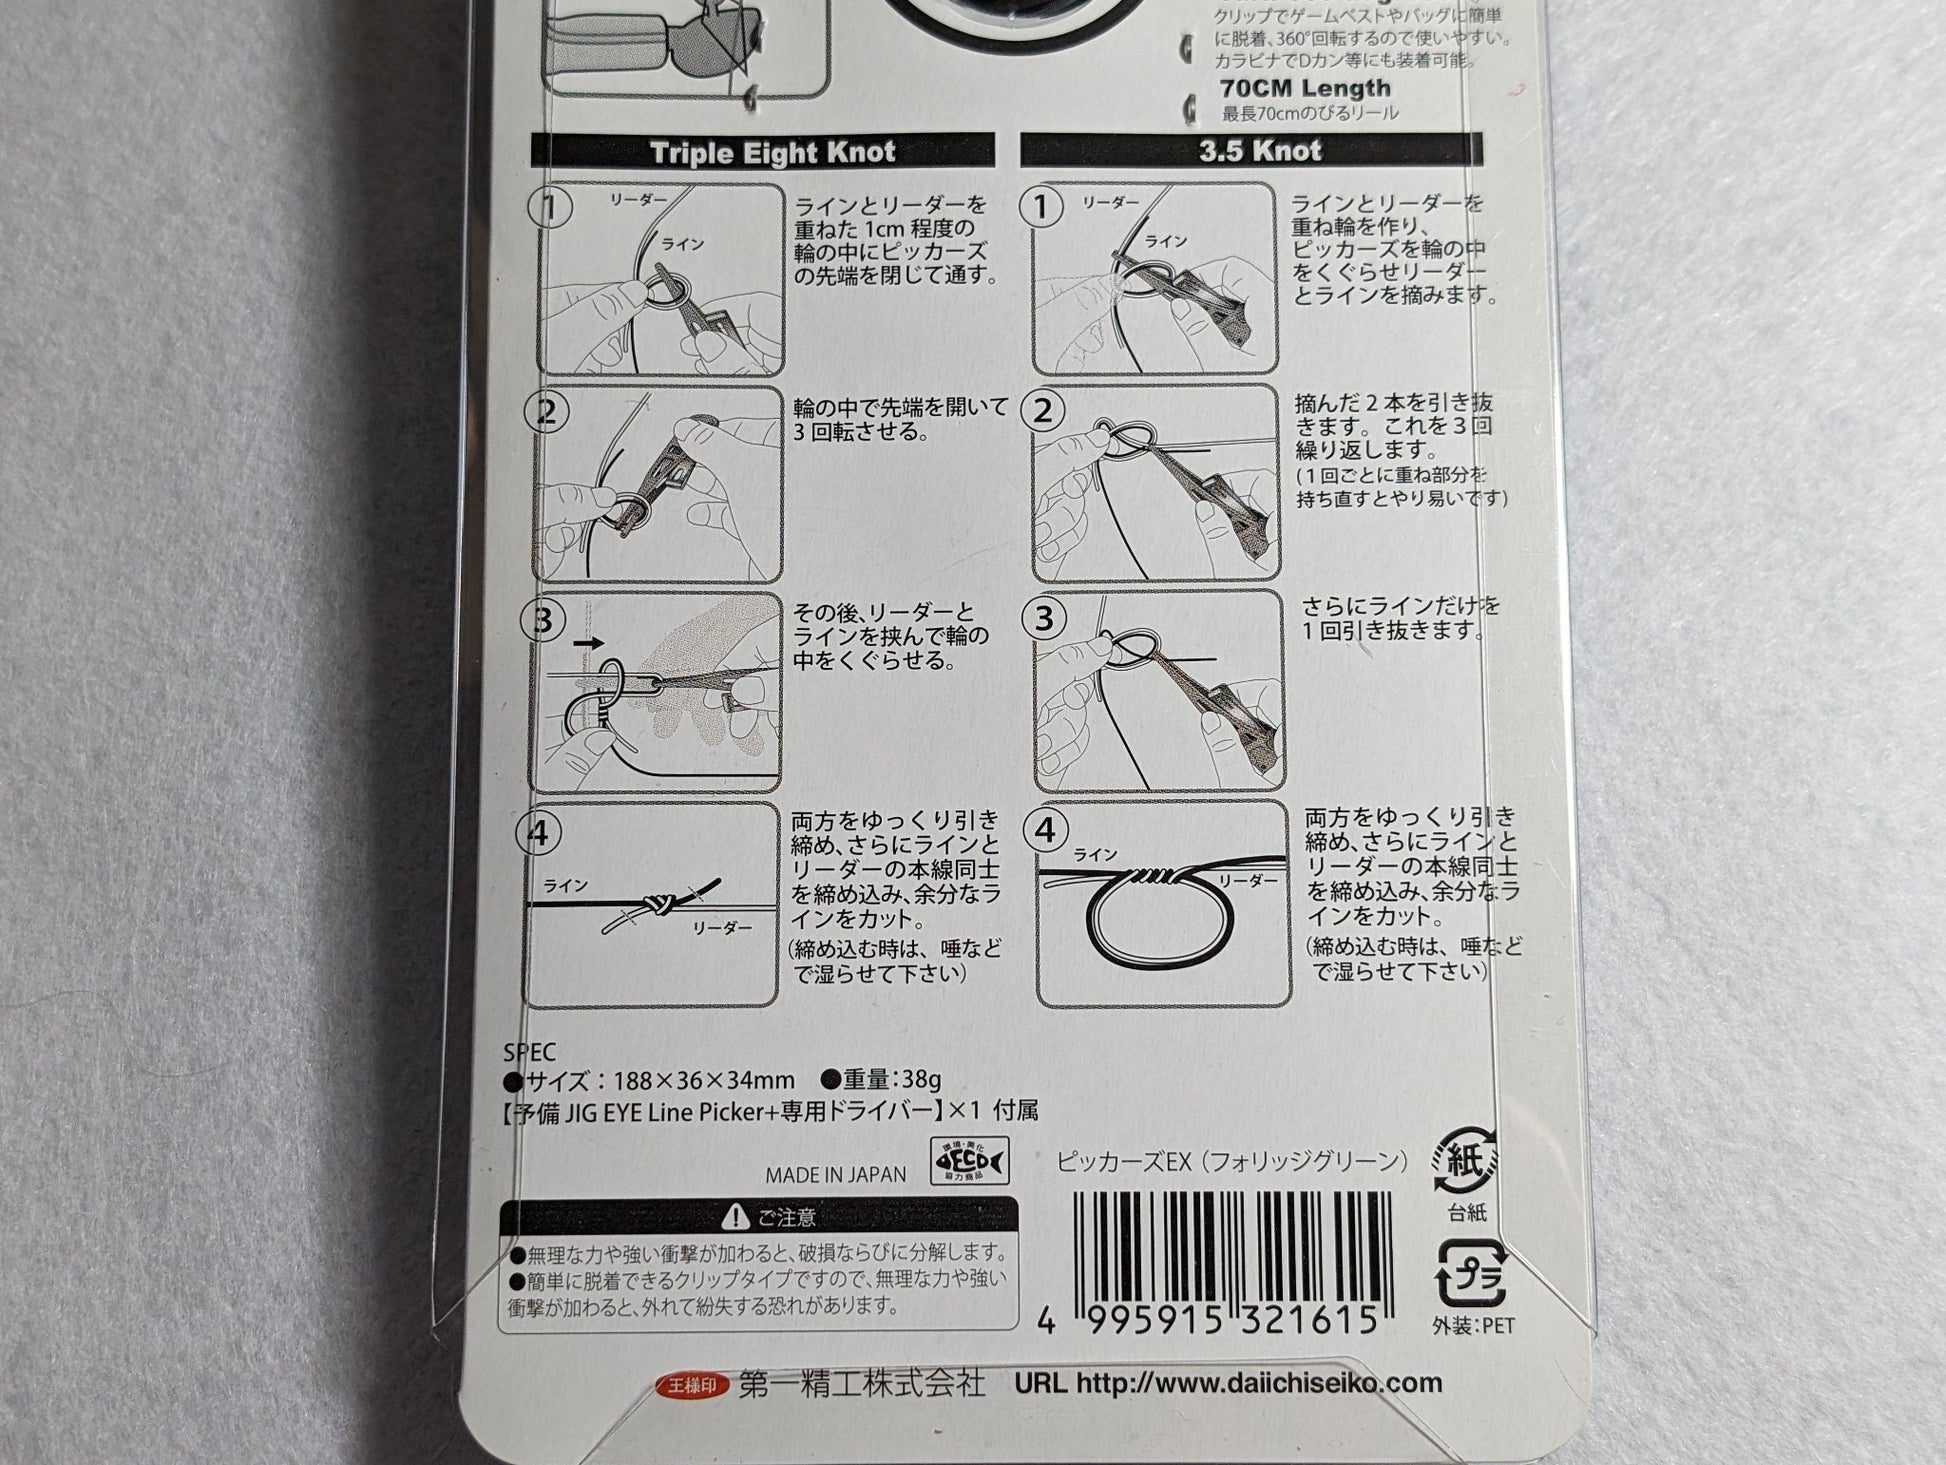 クリップでゲームベストやバッグに簡単
に脱着、360°回転するので使いやすい。
カラビナでDカン等にも装着可能。
70CM Length
最長70cmのびるリール
Triple Eight Knot
1
リーダー
ライン
ラインとリーダーを
重ねた 1cm 程度の
輪の中にピッカーズ
の先端を閉じて通す。
2
輪の中で先端を開いて
3 回転させる。
3
その後、リーダーと
ラインを挟んで輪の
中をくぐらせる。
4
ライン
リーダー
両方をゆっくり引き
締め、さらにラインと
リーダーの本線同士
を締め込み、余分なラ
インをカット。
(締め込む時は、唾など
で湿らせて下さい)
3.5 Knot
1
リーダー
ライン
ラインとリーダーを
重ね輪を作り、
ピッカーズを輪の中
をくぐらせリーダー
とラインを摘みます。
2
摘んだ 2 本を引き抜
きます。これを 3 回
繰り返します。
(1回ごとに重ね部分を
持ち直すとやり易いです)
3
さらにラインだけを
1 回引き抜きます。
4
ライン
リーダー
両方をゆっくり引き
締め、さらにラインと
リーダーの本線同士
を締め込み、余分なラ
インをカット。
(締め込む時は、唾など
で湿らせて下さい)
SPEC
●サイズ：188×36×34mm ●重量：38g
【予備 JIG EYE Line Picker+専用ドライバー】×1 付属
MADE IN JAPAN
環境・美化
ECO
協力商品
ピッカーズEX（フォリッジグリーン）
紙
台紙
ご注意
●無理な力や強い衝撃が加わると、破損ならびに分解します。
●簡単に脱着できるクリップタイプですので、無理な力や強い
衝撃が加わると、外れて紛失する恐れがあります。
4 995915 321615
プラ
外装：PET
王様印 第一精工株式会社 URL http://www.daiichiseiko.com